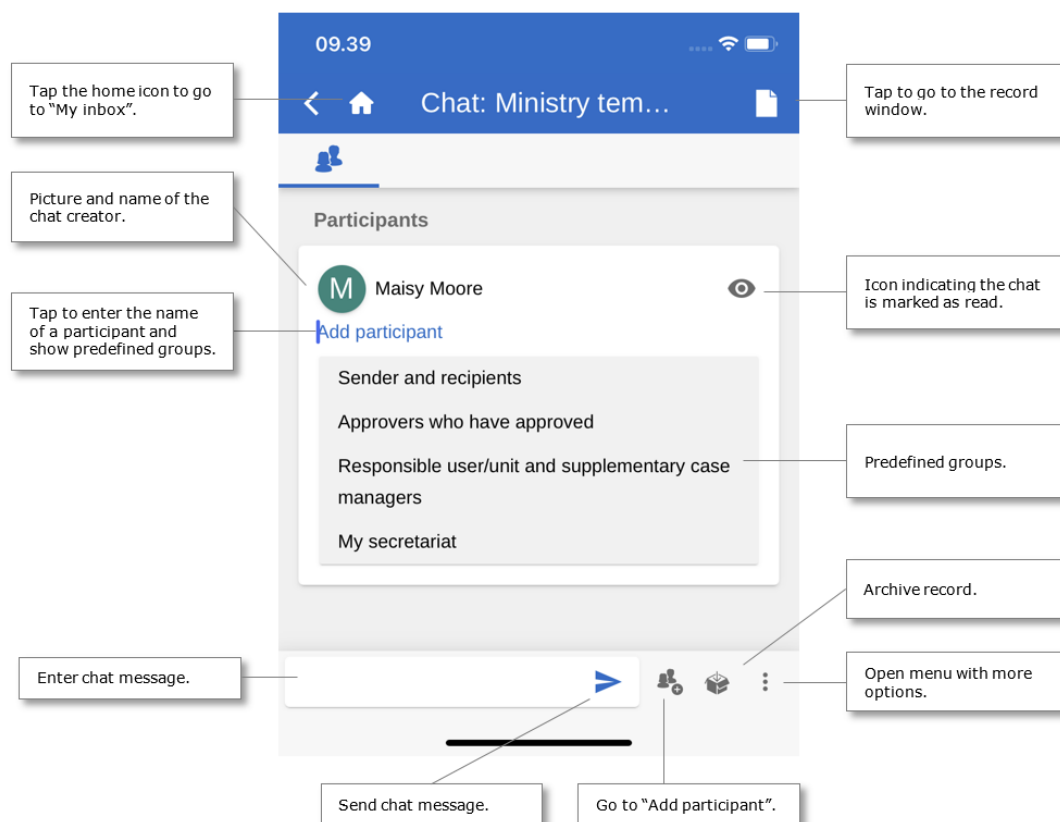 09.39
Tap the home icon to go
to “My inbox”.
Chat: Ministry tem...
Tap to go to the record
window.
Picture and name of the
chat creator.
Participants
M
Maisy Moore
Icon indicating the chat
is marked as read.
Tap to enter the name
of a participant and
show predefined groups.
Add participant
Sender and recipients
Approvers who have approved
Responsible user/unit and supplementary case
managers
My secretariat
Predefined groups.
Archive record.
Enter chat message.
Open menu with more
options.
Send chat message.
Go to “Add participant”.